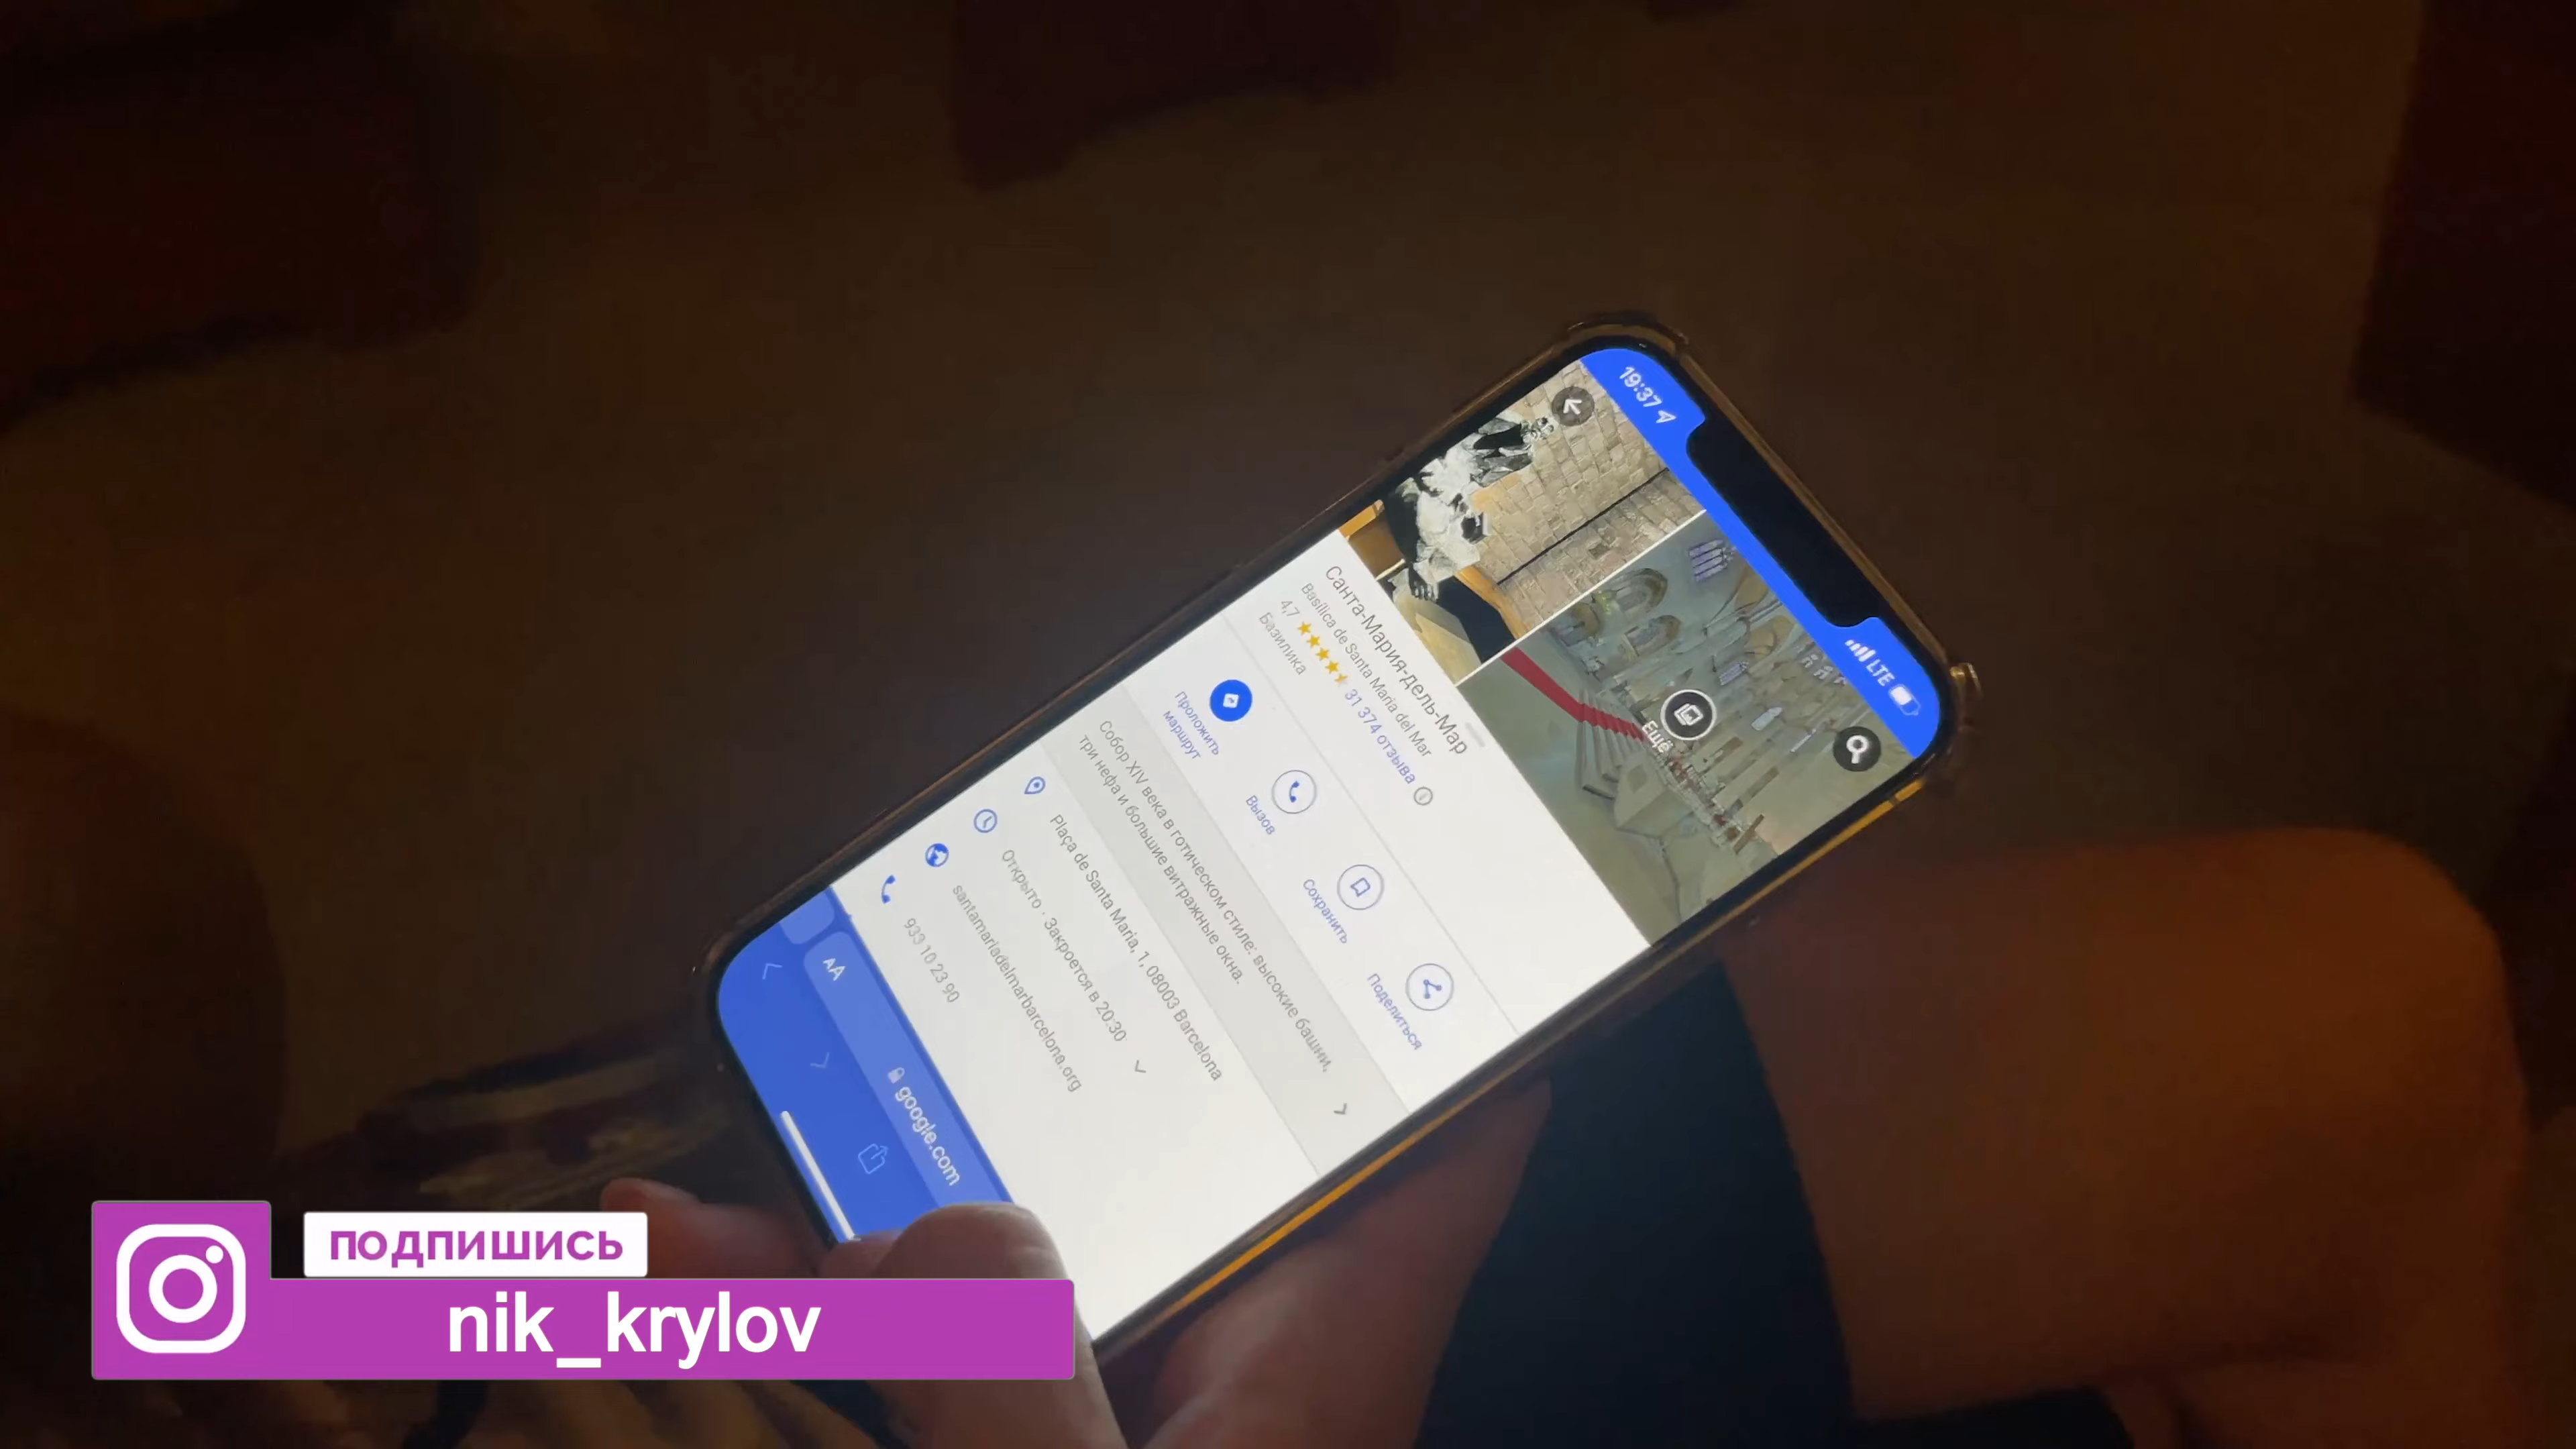 19:37
LTE
Ещё
Санта-Мария-дель-Мар
Basílica de Santa Maria del Mar
4,7 31 374 отзыва
Базилика
Проложить
маршрут
Вызов
Сохранить
Поделиться
Собор XIV века в готическом стиле: высокие башни,
три нефа и большие витражные окна.
Plaça de Santa Maria, 1, 08003 Barcelona
Открыто · Закроется в 20:30
santamariadelmarbarcelona.org
933 10 23 90
AA
google.com
ПОДПИШИСЬ
nik_krylov